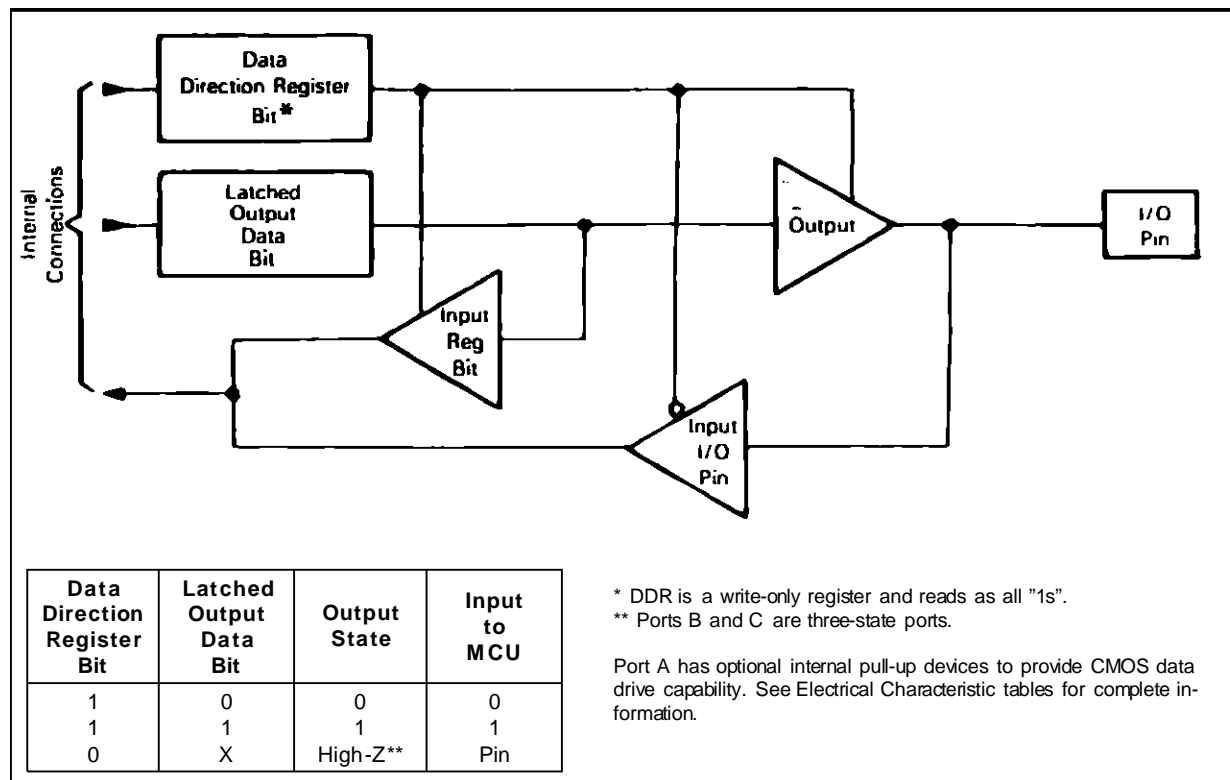 Data
Direction Register
Bit*
Internal
Connections
Latched
Output
Data
Bit
Output
I/O
Pin
Input
Reg
Bit
Input
I/O
Pin
Data
Direction
Register
Bit
Latched
Output
Data
Bit
Output
State
Input
to
MCU
1 0 0 0
1 1 1 1
0 X High-Z** Pin
* DDR is a write-only register and reads as all ”1s”.
** Ports B and C are three-state ports.
Port A has optional internal pull-up devices to provide CMOS data
drive capability. See Electrical Characteristic tables for complete in-
formation.